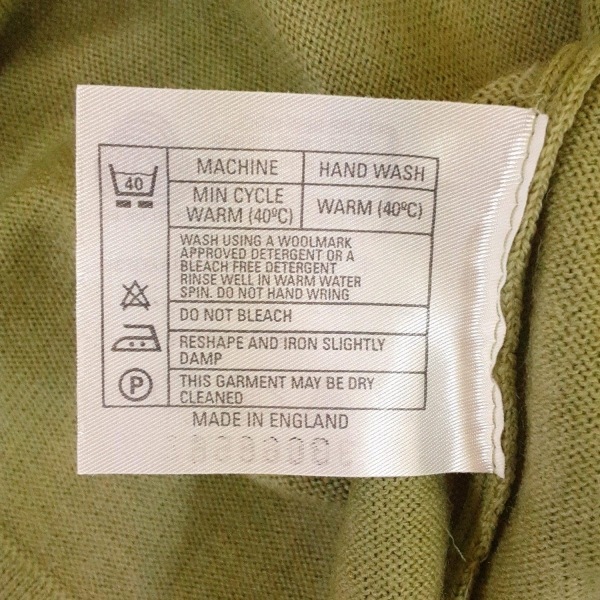 40
MACHINE HAND WASH
MIN CYCLE
WARM (40ºC)
WARM (40ºC)
WASH USING A WOOLMARK
APPROVED DETERGENT OR A
BLEACH FREE DETERGENT
RINSE WELL IN WARM WATER
SPIN. DO NOT HAND WRING
DO NOT BLEACH
RESHAPE AND IRON SLIGHTLY
DAMP
P
THIS GARMENT MAY BE DRY
CLEANED
MADE IN ENGLAND